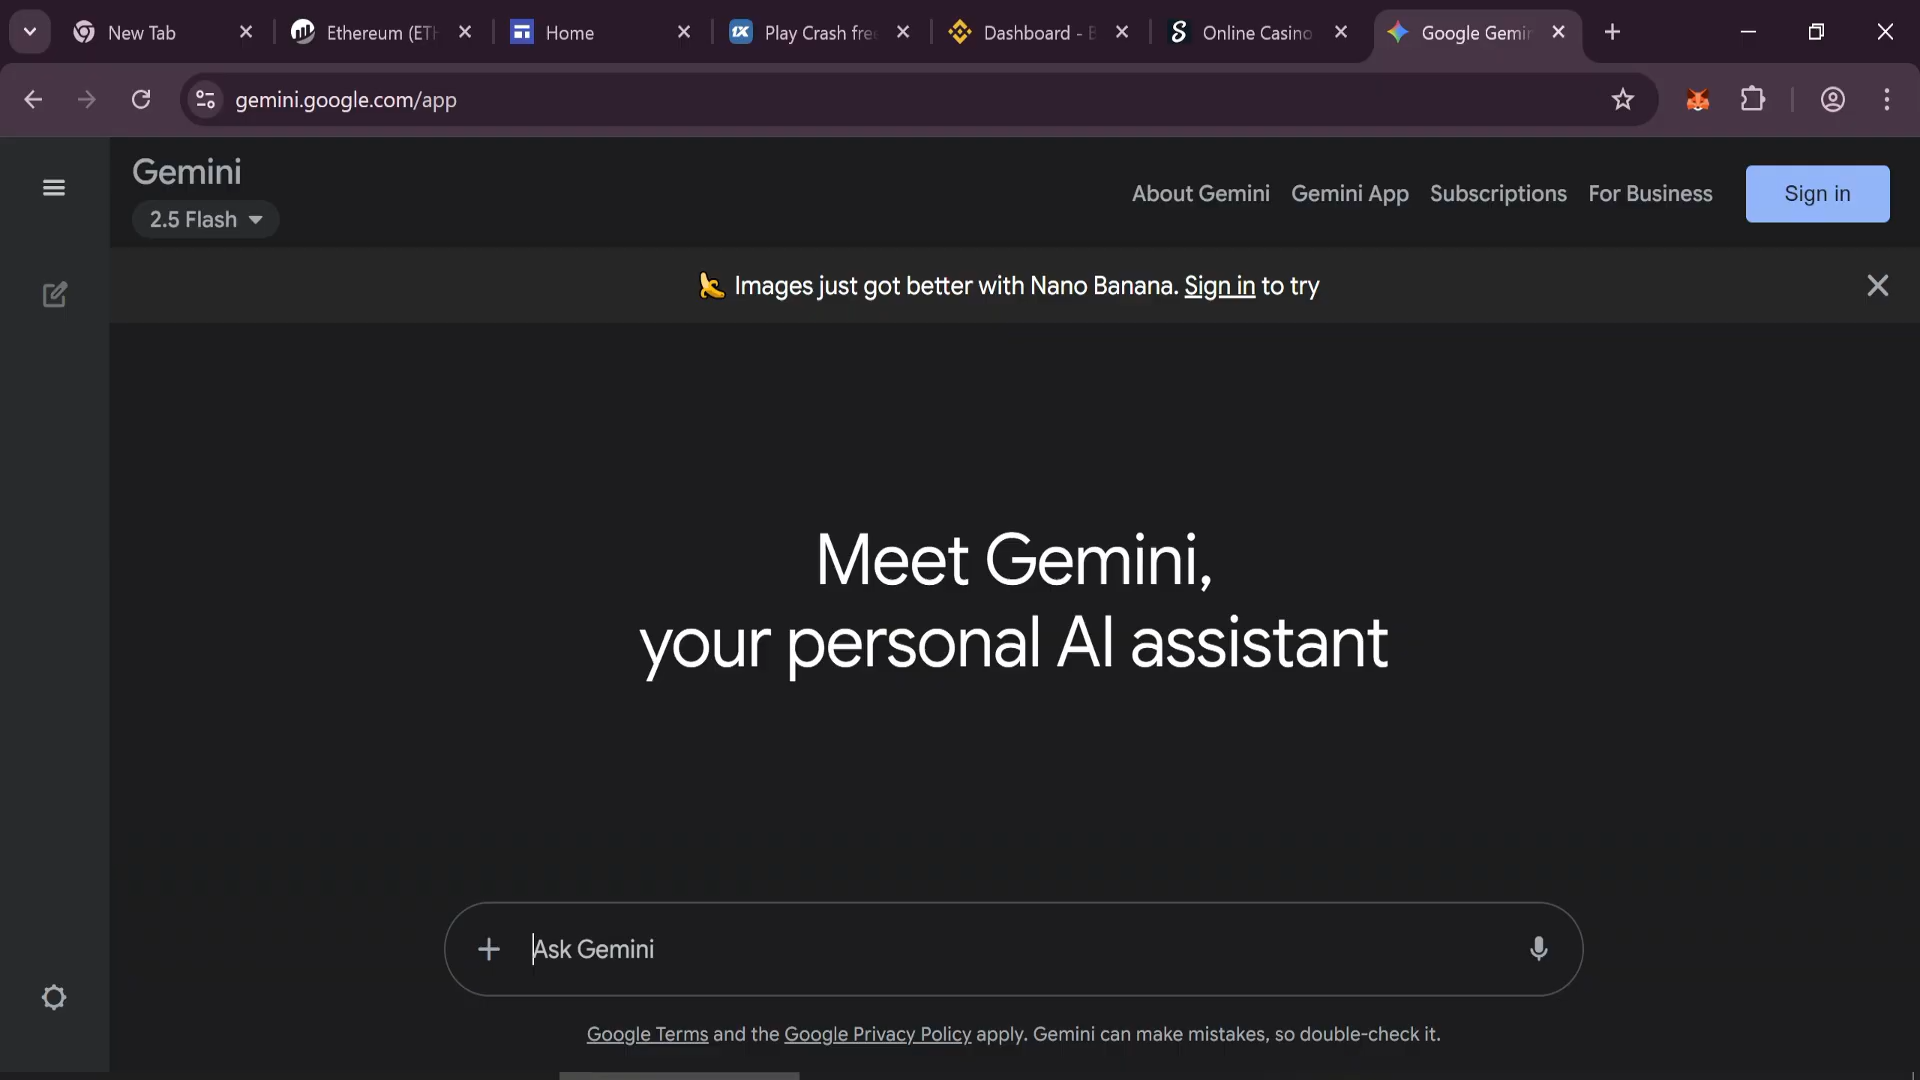 New Tab
Ethereum (ETH
Home
Play Crash free
Dashboard - B
Online Casino
Google Gemin
gemini.google.com/app
Gemini
2.5 Flash
About Gemini
Gemini App
Subscriptions
For Business
Sign in
Images just got better with Nano Banana. Sign in to try
Meet Gemini,
your personal AI assistant
Ask Gemini
Google Terms and the Google Privacy Policy apply. Gemini can make mistakes, so double-check it.